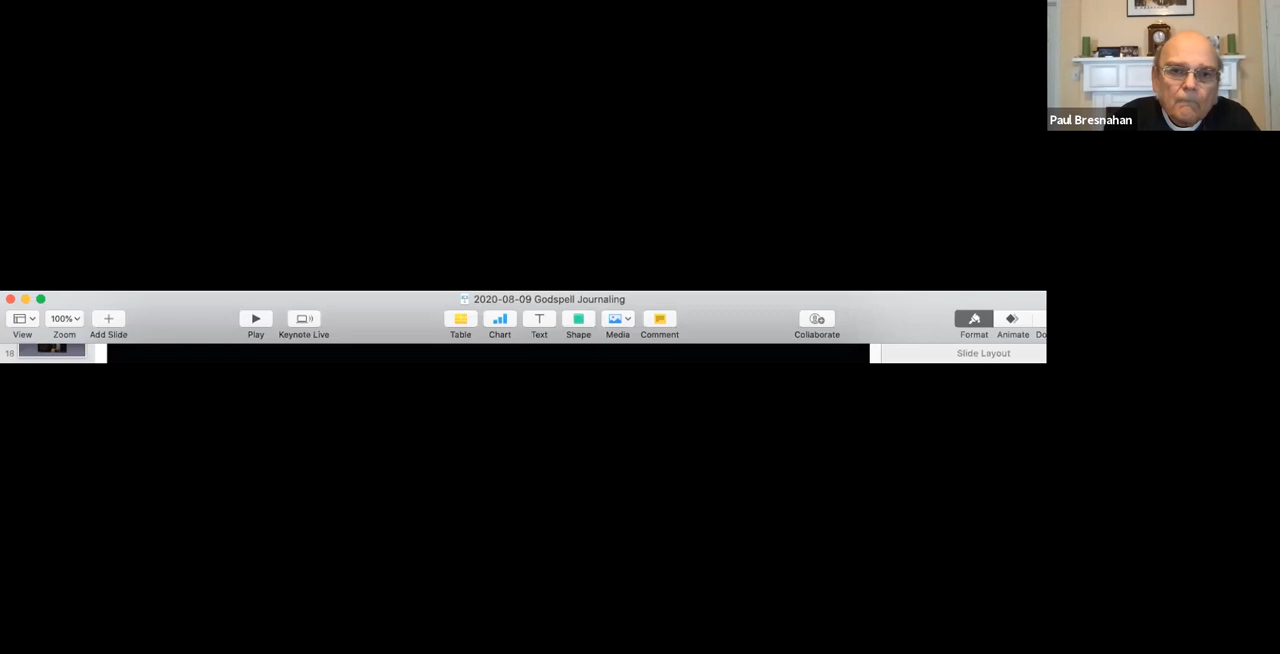 Paul Bresnahan
2020-08-09 Godspell Journaling
100%
View Zoom Add Slide Play Keynote Live Table Chart Text Shape Media Comment Collaborate Format Animate Do
18 Slide Layout